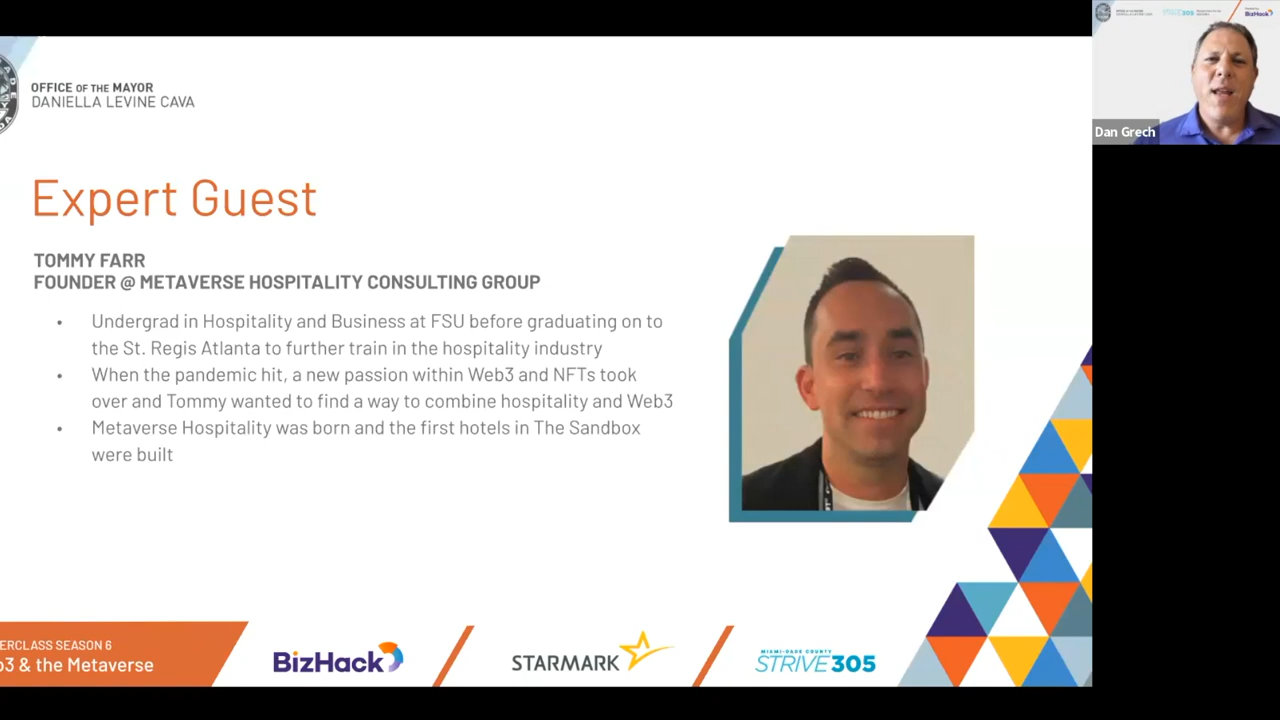 OFFICE OF THE MAYOR
DANIELLA LEVINE CAVA
BizHack
Dan Grech
Expert Guest
TOMMY FARR
FOUNDER @ METAVERSE HOSPITALITY CONSULTING GROUP
• Undergrad in Hospitality and Business at FSU before graduating on to
the St. Regis Atlanta to further train in the hospitality industry
• When the pandemic hit, a new passion within Web3 and NFTs took
over and Tommy wanted to find a way to combine hospitality and Web3
• Metaverse Hospitality was born and the first hotels in The Sandbox
were built
ERCLASS SEASON 6
3 & the Metaverse
BizHack
STARMARK
MIAMI-DADE COUNTY
STRIVE305